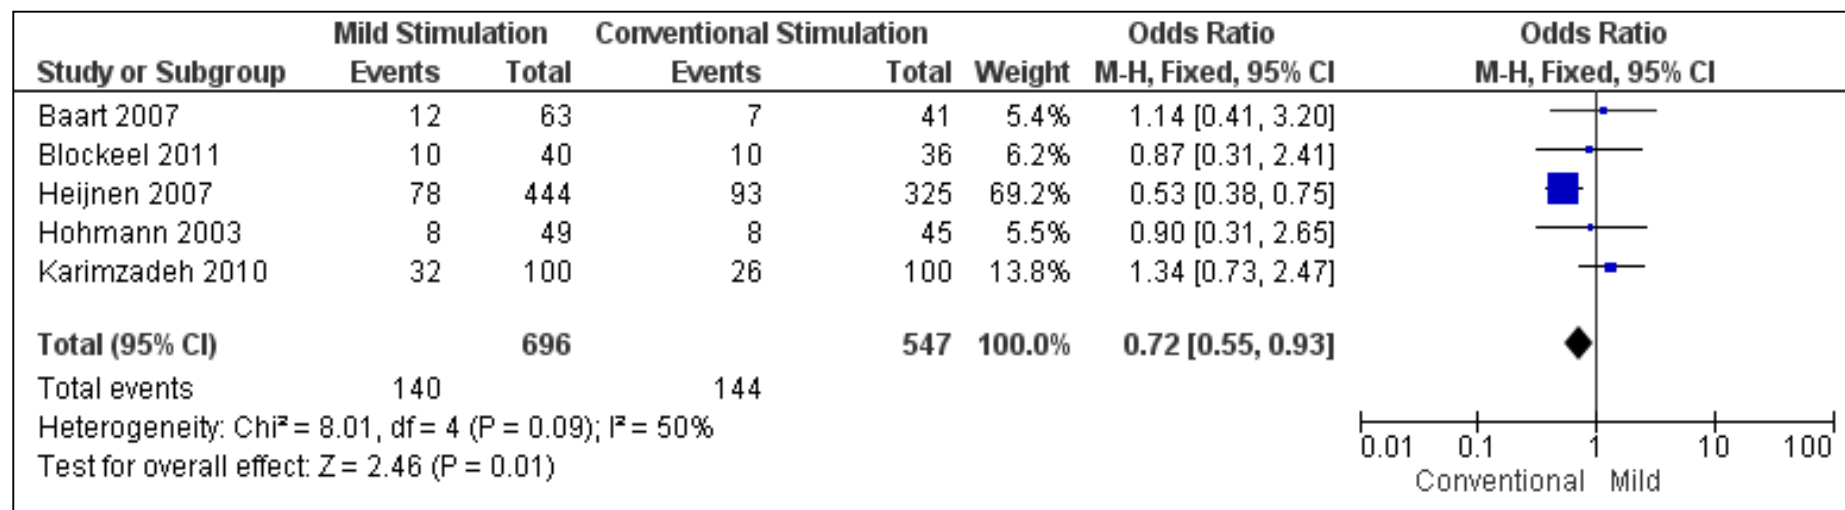 Mild Stimulation Conventional Stimulation Odds Ratio Odds Ratio
Study or Subgroup Events Total Events Total Weight M-H, Fixed, 95% CI M-H, Fixed, 95% CI
Baart 2007 12 63 7 41 5.4% 1.14 [0.41, 3.20]
Blockeel 2011 10 40 10 36 6.2% 0.87 [0.31, 2.41]
Heijnen 2007 78 444 93 325 69.2% 0.53 [0.38, 0.75]
Hohmann 2003 8 49 8 45 5.5% 0.90 [0.31, 2.65]
Karimzadeh 2010 32 100 26 100 13.8% 1.34 [0.73, 2.47]
Total (95% CI) 696 547 100.0% 0.72 [0.55, 0.93]
Total events 140 144
Heterogeneity: Chi² = 8.01, df = 4 (P = 0.09); I² = 50%
Test for overall effect: Z = 2.46 (P = 0.01)
0.01 0.1 1 10 100
Conventional Mild